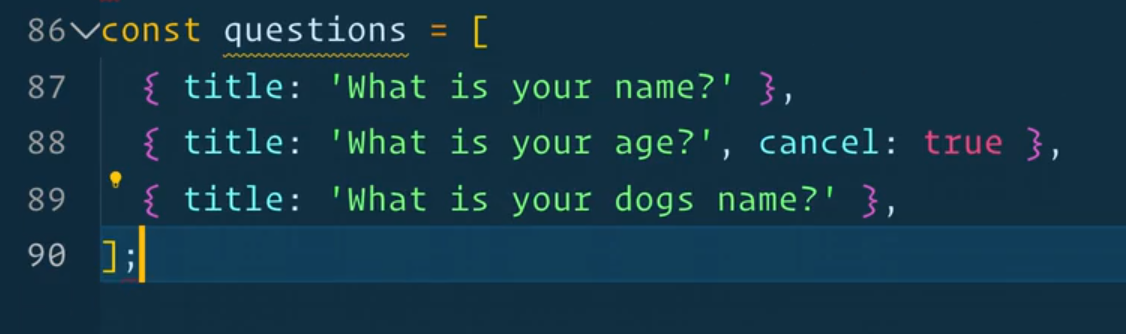 86 const questions = [
87 { title: 'What is your name?' },
88 { title: 'What is your age?', cancel: true },
89 { title: 'What is your dogs name?' },
90 ];